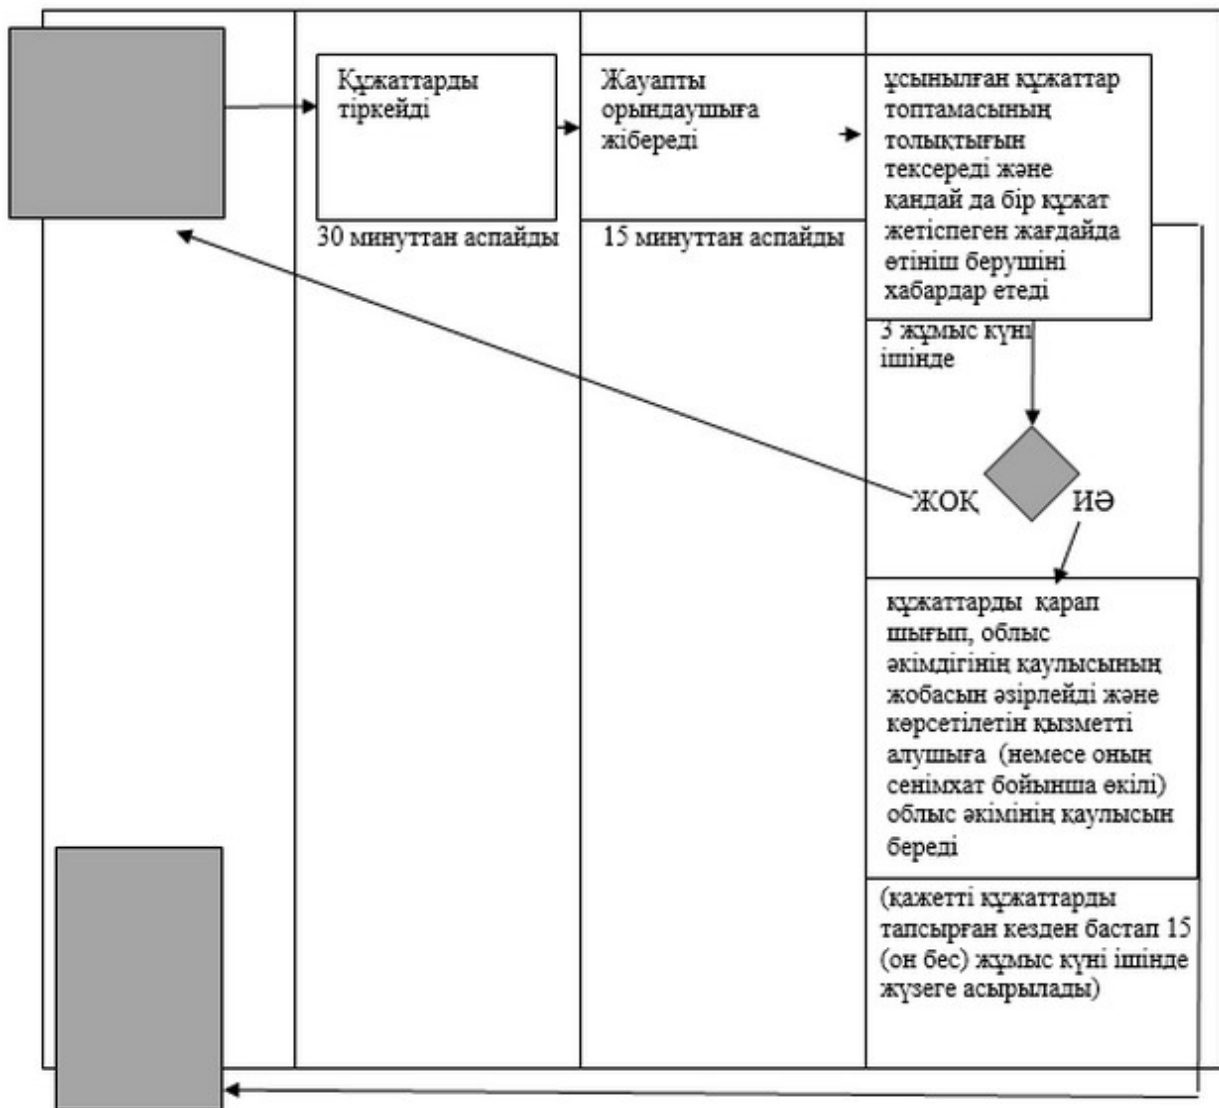 Құжаттарды
тіркейді
30 минуттан аспайды
Жауапты
орындаушыға
жібереді
15 минуттан аспайды
ұсынылған құжаттар
топтамасының
толықтығын
тексереді және
қандай да бір құжат
жетіспеген жағдайда
өтініш берушіні
хабардар етеді
3 жұмыс күні
ішінде
ЖОҚ
ИӘ
құжаттарды қарап
шығып, облыс
әкімдігінің қаулысының
жобасын әзірлейді және
көрсетілетін қызметті
алушыға (немесе оның
сенімхат бойынша өкілі)
облыс әкімінің қаулысын
береді
(қажетті құжаттарды
тапсырған кезден бастап 15
(он бес) жұмыс күні ішінде
жүзеге асырылады)